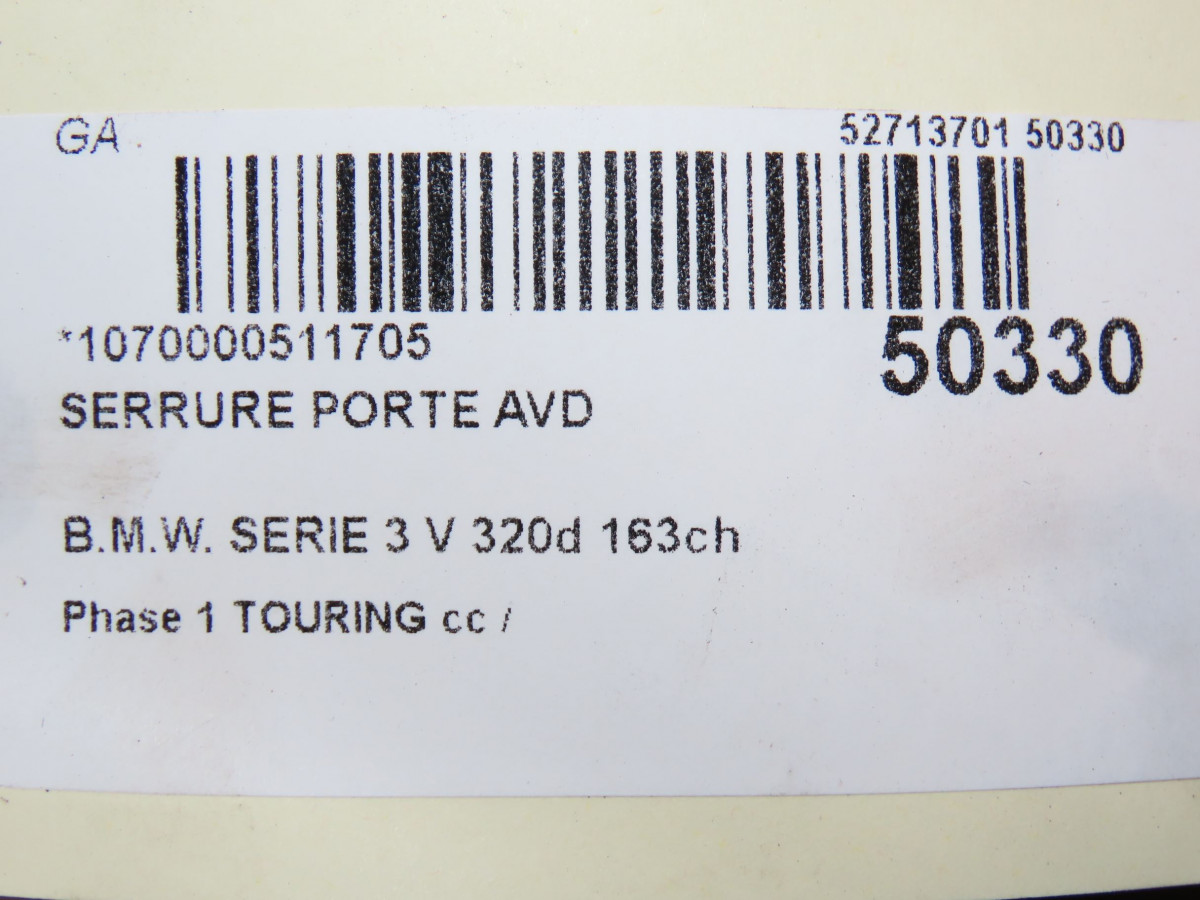 GA
52713701 50330
*1070000511705
50330
SERRURE PORTE AVD
B.M.W. SERIE 3 V 320d 163ch
Phase 1 TOURING cc /